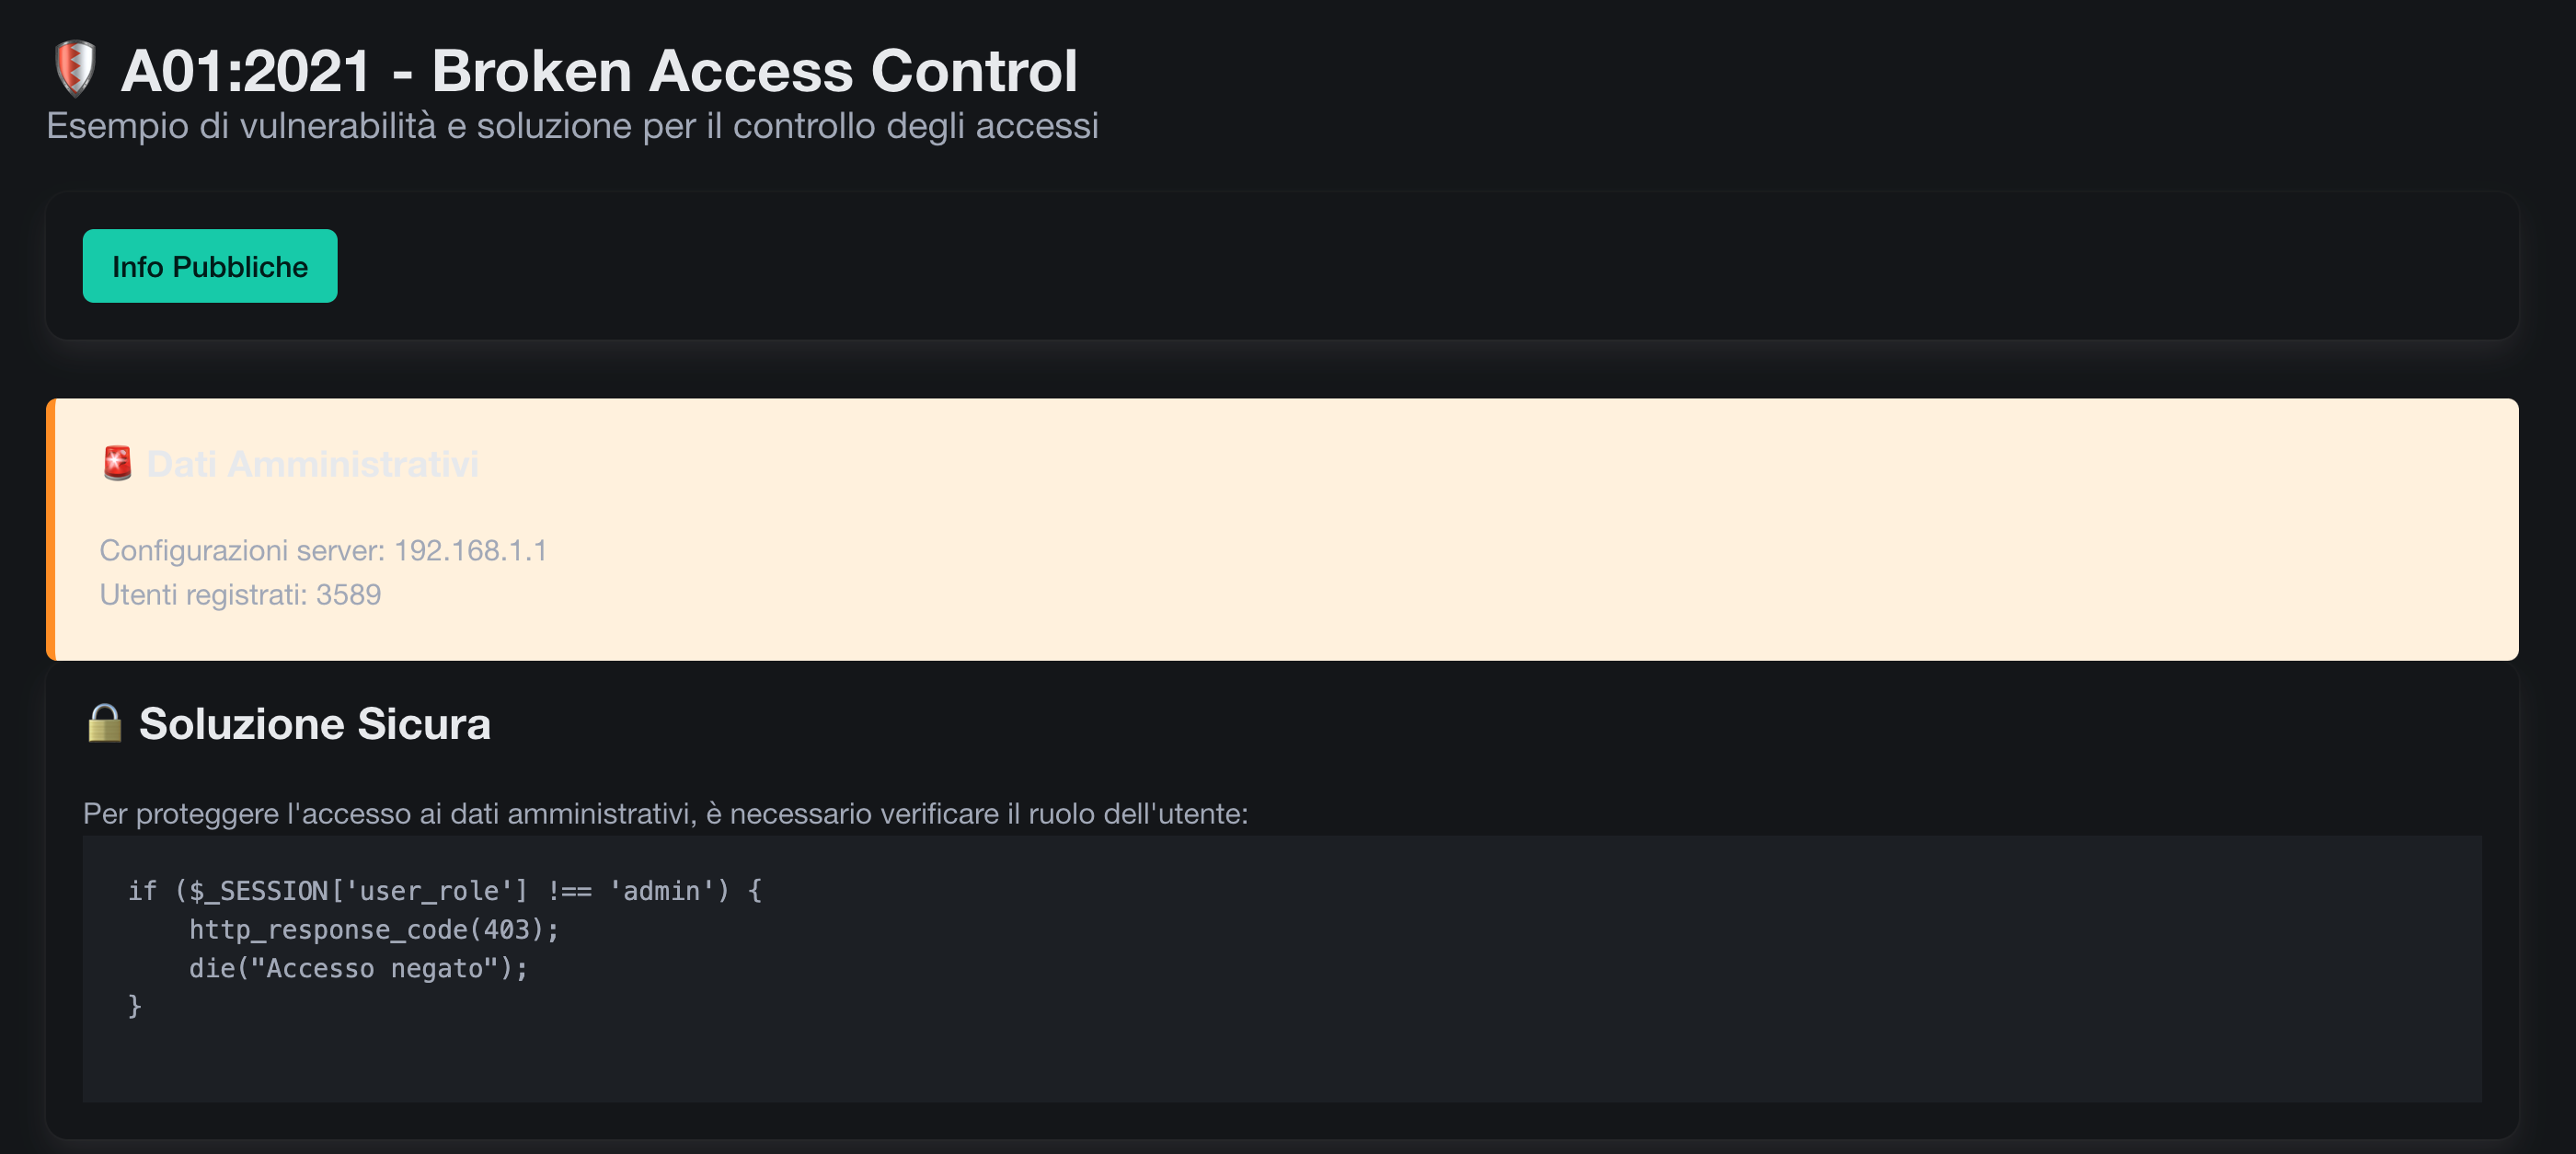 🛡️ A01:2021 - Broken Access Control
Esempio di vulnerabilità e soluzione per il controllo degli accessi
Info Pubbliche
🚨 Dati Amministrativi
Configurazioni server: 192.168.1.1
Utenti registrati: 3589
🔒 Soluzione Sicura
Per proteggere l'accesso ai dati amministrativi, è necessario verificare il ruolo dell'utente:
if ($_SESSION['user_role'] !== 'admin') {
    http_response_code(403);
    die("Accesso negato");
}